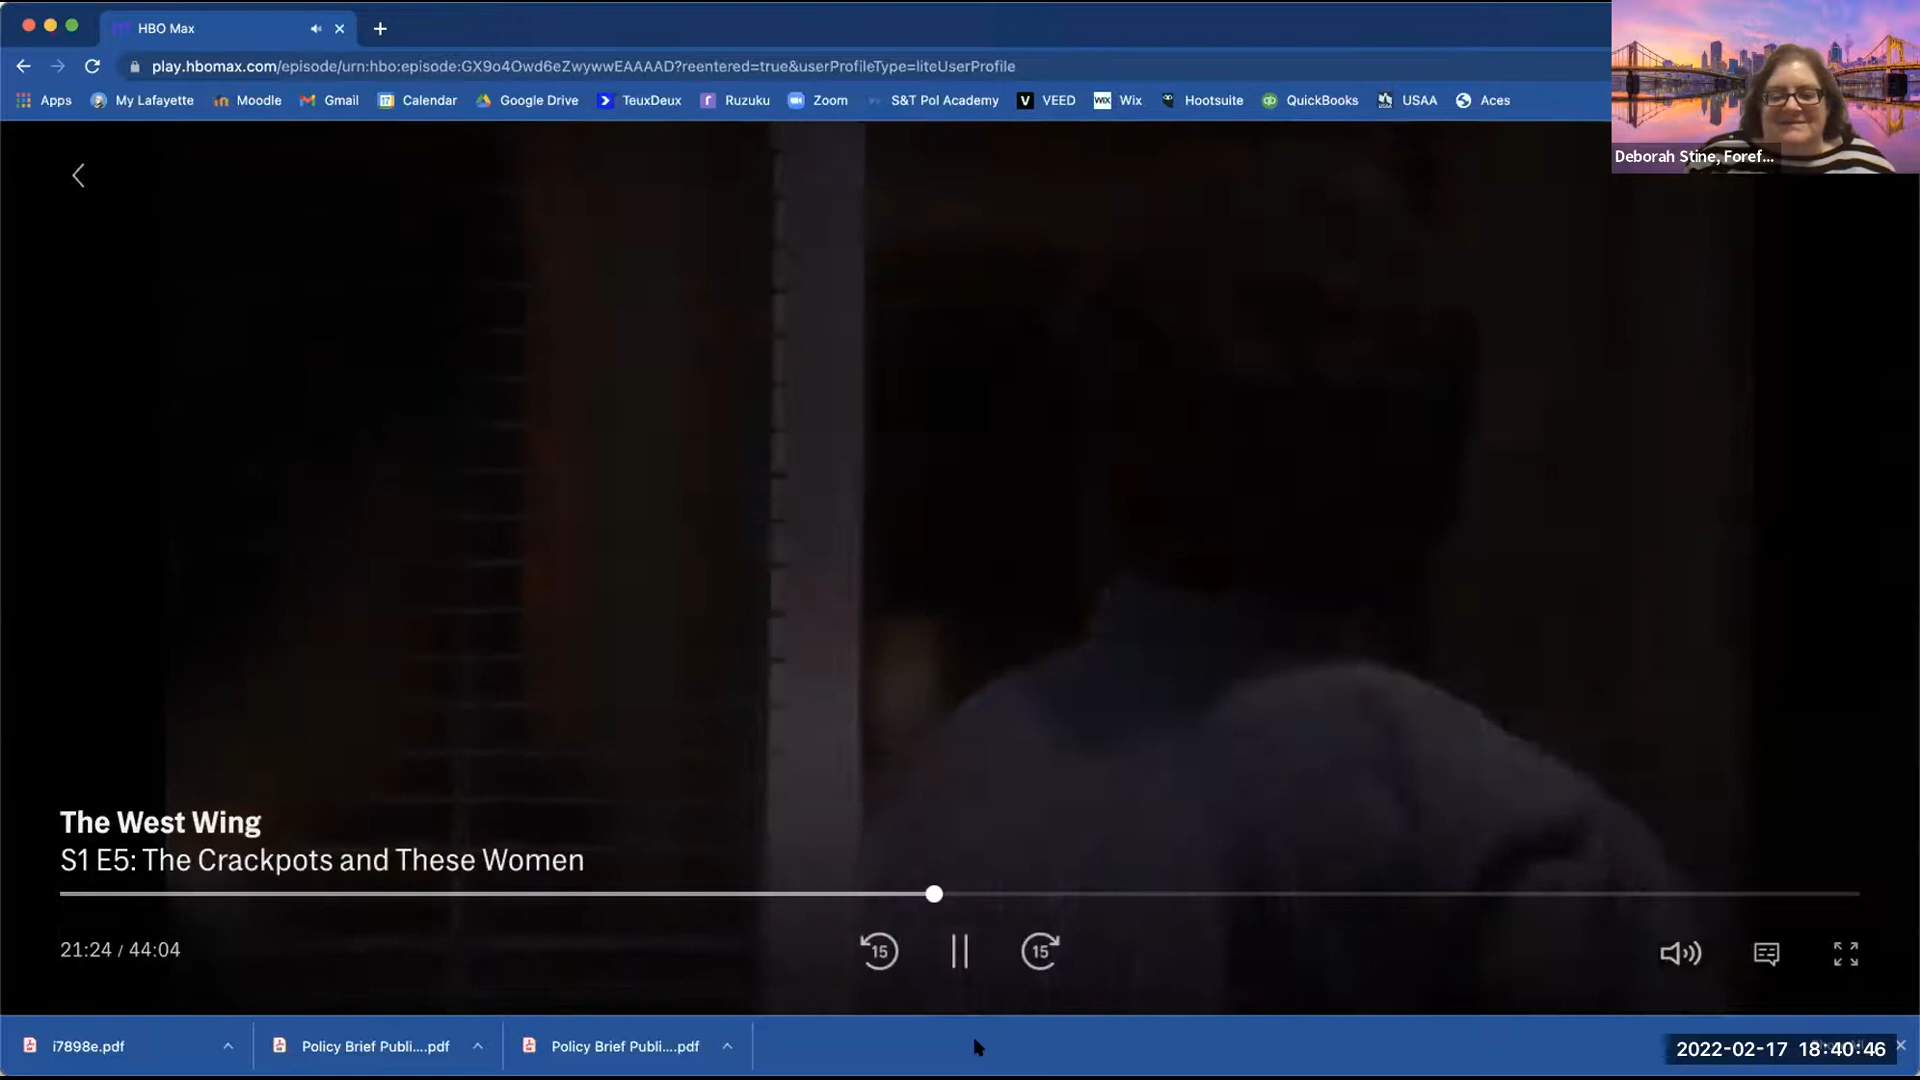 HBO Max
play.hbomax.com/episode/urn:hbo:episode:GX9o4Owd6eZwywwEAAAAD?reentered=true&userProfileType=liteUserProfile
Apps My Lafayette Moodle Gmail Calendar Google Drive TeuxDeux Ruzuku Zoom S&T Pol Academy VEED Wix Hootsuite QuickBooks USAA Aces
Deborah Stine, Foref...
The West Wing
S1 E5: The Crackpots and These Women
21:24 / 44:04
15 15
i7898e.pdf Policy Brief Publi....pdf Policy Brief Publi....pdf
2022-02-17 18:40:46